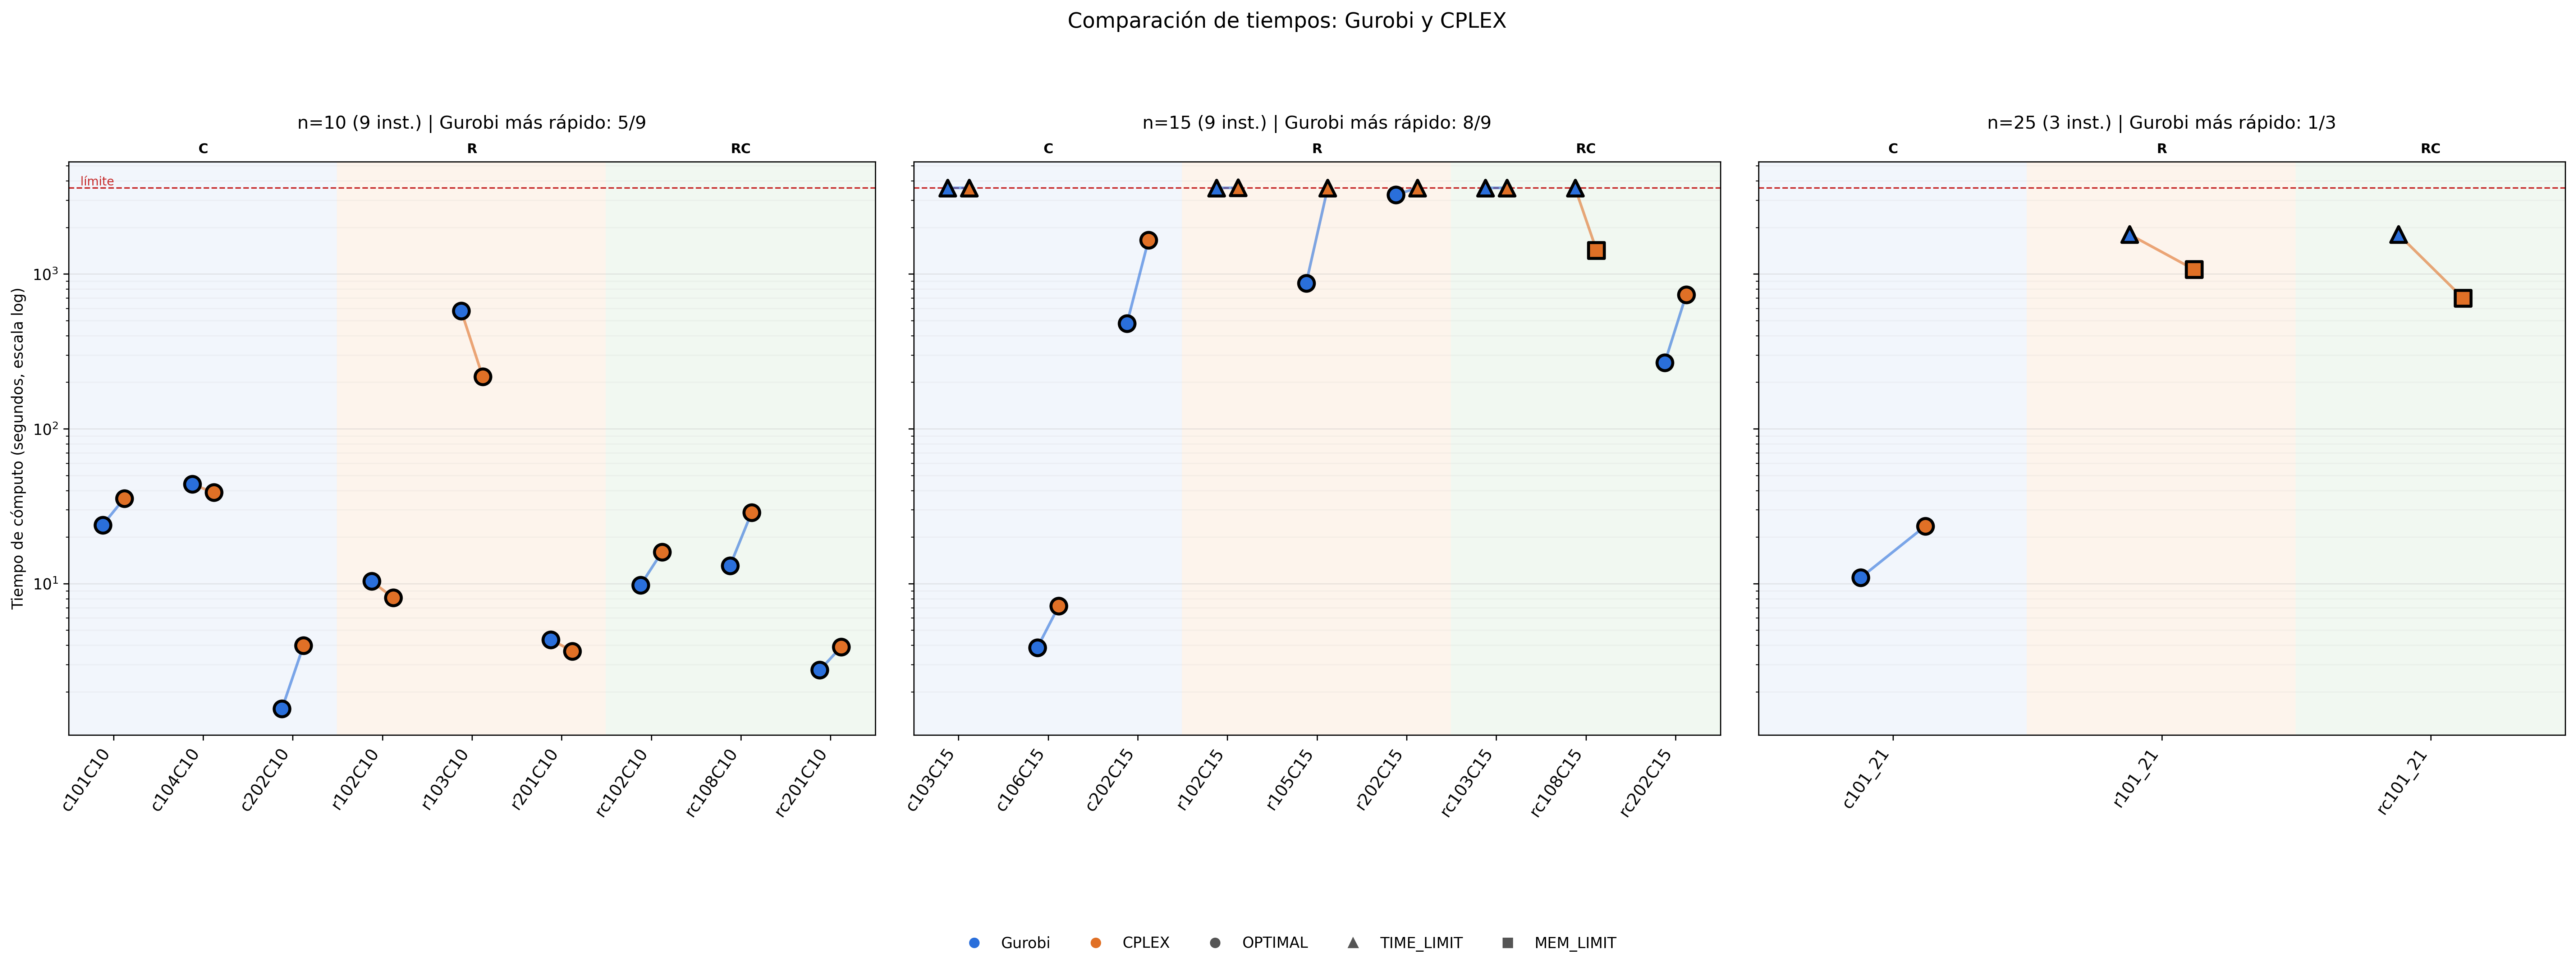 Comparación de tiempos: Gurobi y CPLEX
n=10 (9 inst.) | Gurobi más rápido: 5/9
C R RC
límite
Tiempo de cómputo (segundos, escala log)
10³
10²
10¹
c101C10 c104C10 c202C10 r102C10 r103C10 r201C10 rc102C10 rc108C10 rc201C10
n=15 (9 inst.) | Gurobi más rápido: 8/9
C R RC
c103C15 c106C15 c202C15 r102C15 r105C15 r202C15 rc103C15 rc108C15 rc202C15
n=25 (3 inst.) | Gurobi más rápido: 1/3
C R RC
c101_21 r101_21 rc101_21
Gurobi CPLEX OPTIMAL TIME_LIMIT MEM_LIMIT